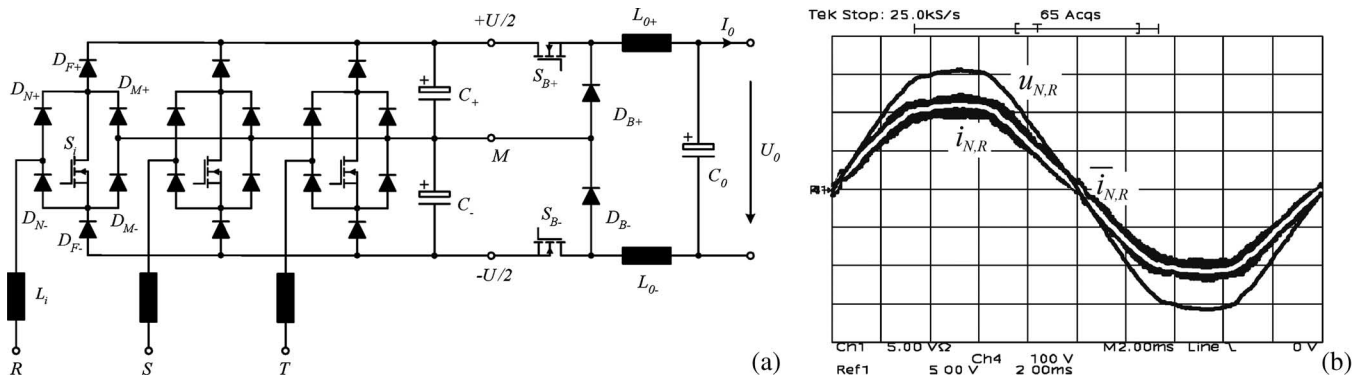 +U/2
L0+
I0
DF+
DN+
DM+
SB+
C+
DB+
Si
M
C0
U0
C-
SB-
DB-
DN-
DM-
DF-
-U/2
L0-
Li
R
S
T
(a)
Tek Stop: 25.0kS/s
65 Acqs
uN,R
iN,R
iN,R
Ch1 5.00 VΩ
M2.00ms Line
0 V
Ch4 100 V
Ref1 5.00 V 2.00ms
(b)